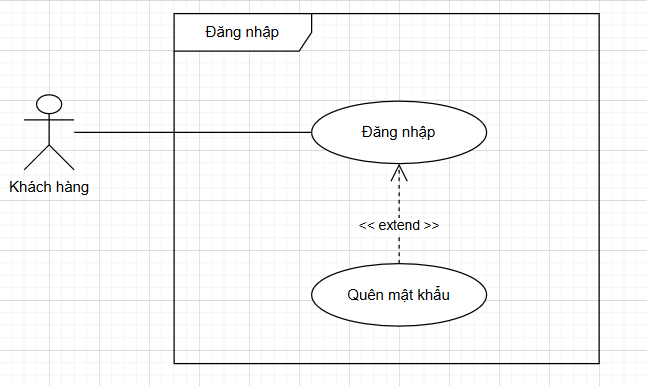 Đăng nhập
Đăng nhập
Khách hàng
<< extend >>
Quên mật khẩu